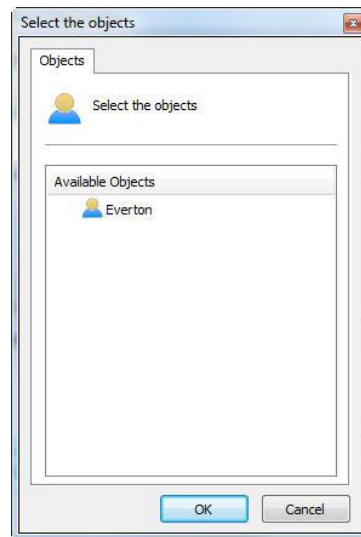 Select the objects
Objects
Select the objects
Available Objects
Everton
OK Cancel